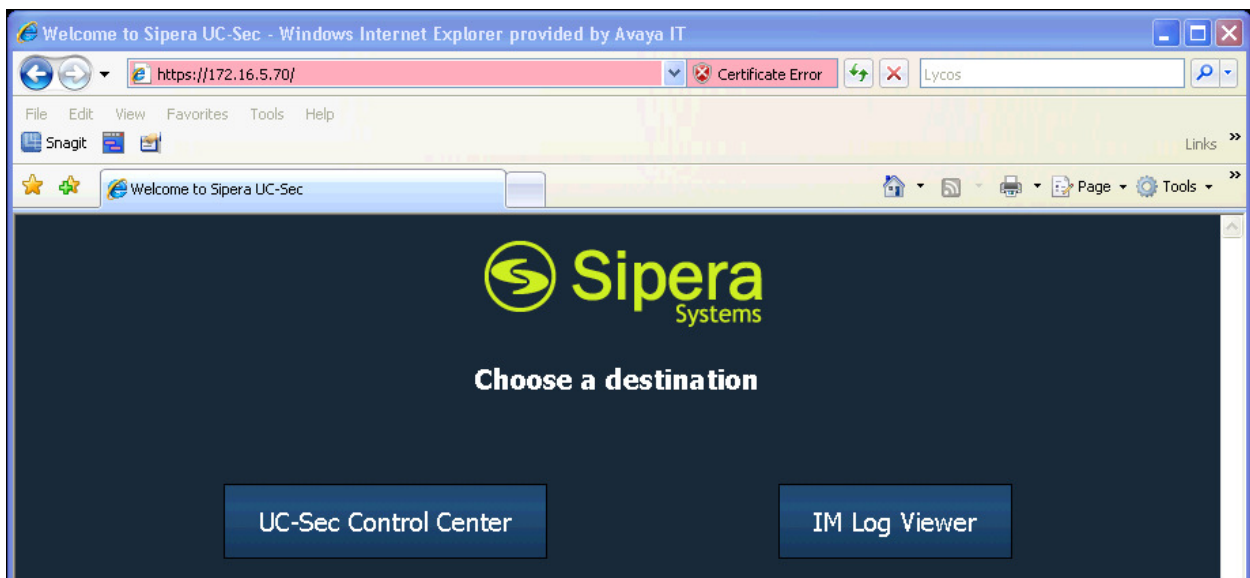 Welcome to Sipera UC-Sec - Windows Internet Explorer provided by Avaya IT
https://172.16.5.70/ Certificate Error Lycos
File Edit View Favorites Tools Help
Snagit Links »
Welcome to Sipera UC-Sec Page Tools »
Sipera
Systems
Choose a destination
UC-Sec Control Center IM Log Viewer